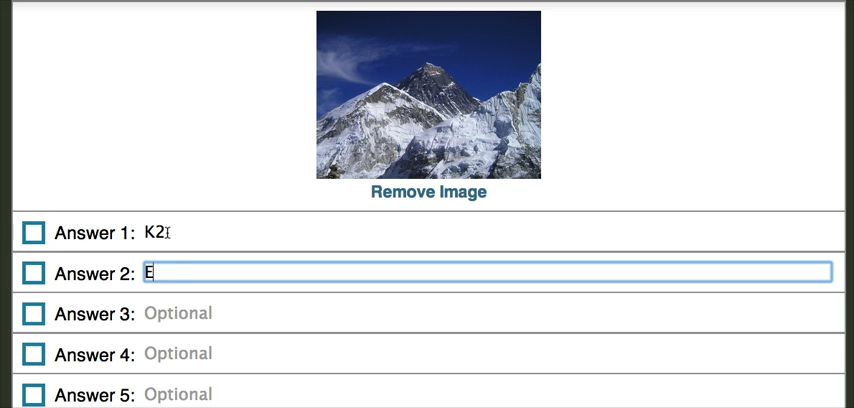 Remove Image
Answer 1: K2
Answer 2: E
Answer 3: Optional
Answer 4: Optional
Answer 5: Optional